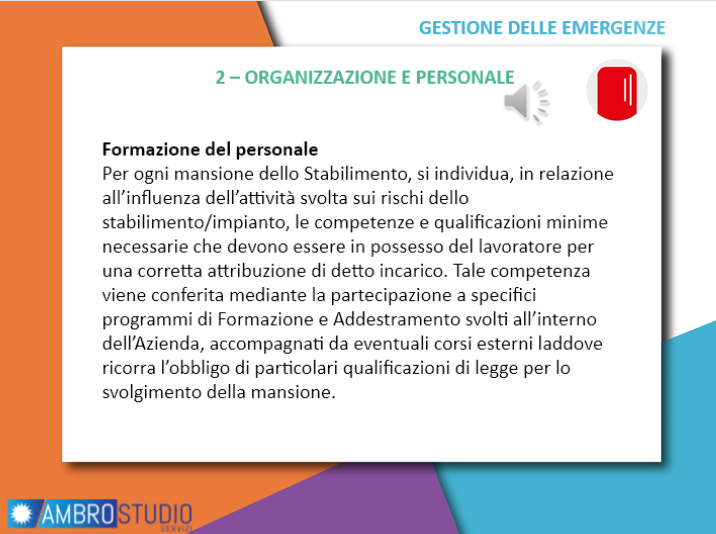 GESTIONE DELLE EMERGENZE
2 – ORGANIZZAZIONE E PERSONALE
Formazione del personale
Per ogni mansione dello Stabilimento, si individua, in relazione
all’influenza dell’attività svolta sui rischi dello
stabilimento/impianto, le competenze e qualificazioni minime
necessarie che devono essere in possesso del lavoratore per
una corretta attribuzione di detto incarico. Tale competenza
viene conferita mediante la partecipazione a specifici
programmi di Formazione e Addestramento svolti all’interno
dell’Azienda, accompagnati da eventuali corsi esterni laddove
ricorra l’obbligo di particolari qualificazioni di legge per lo
svolgimento della mansione.
AMBROSTUDIO
SERVIZI